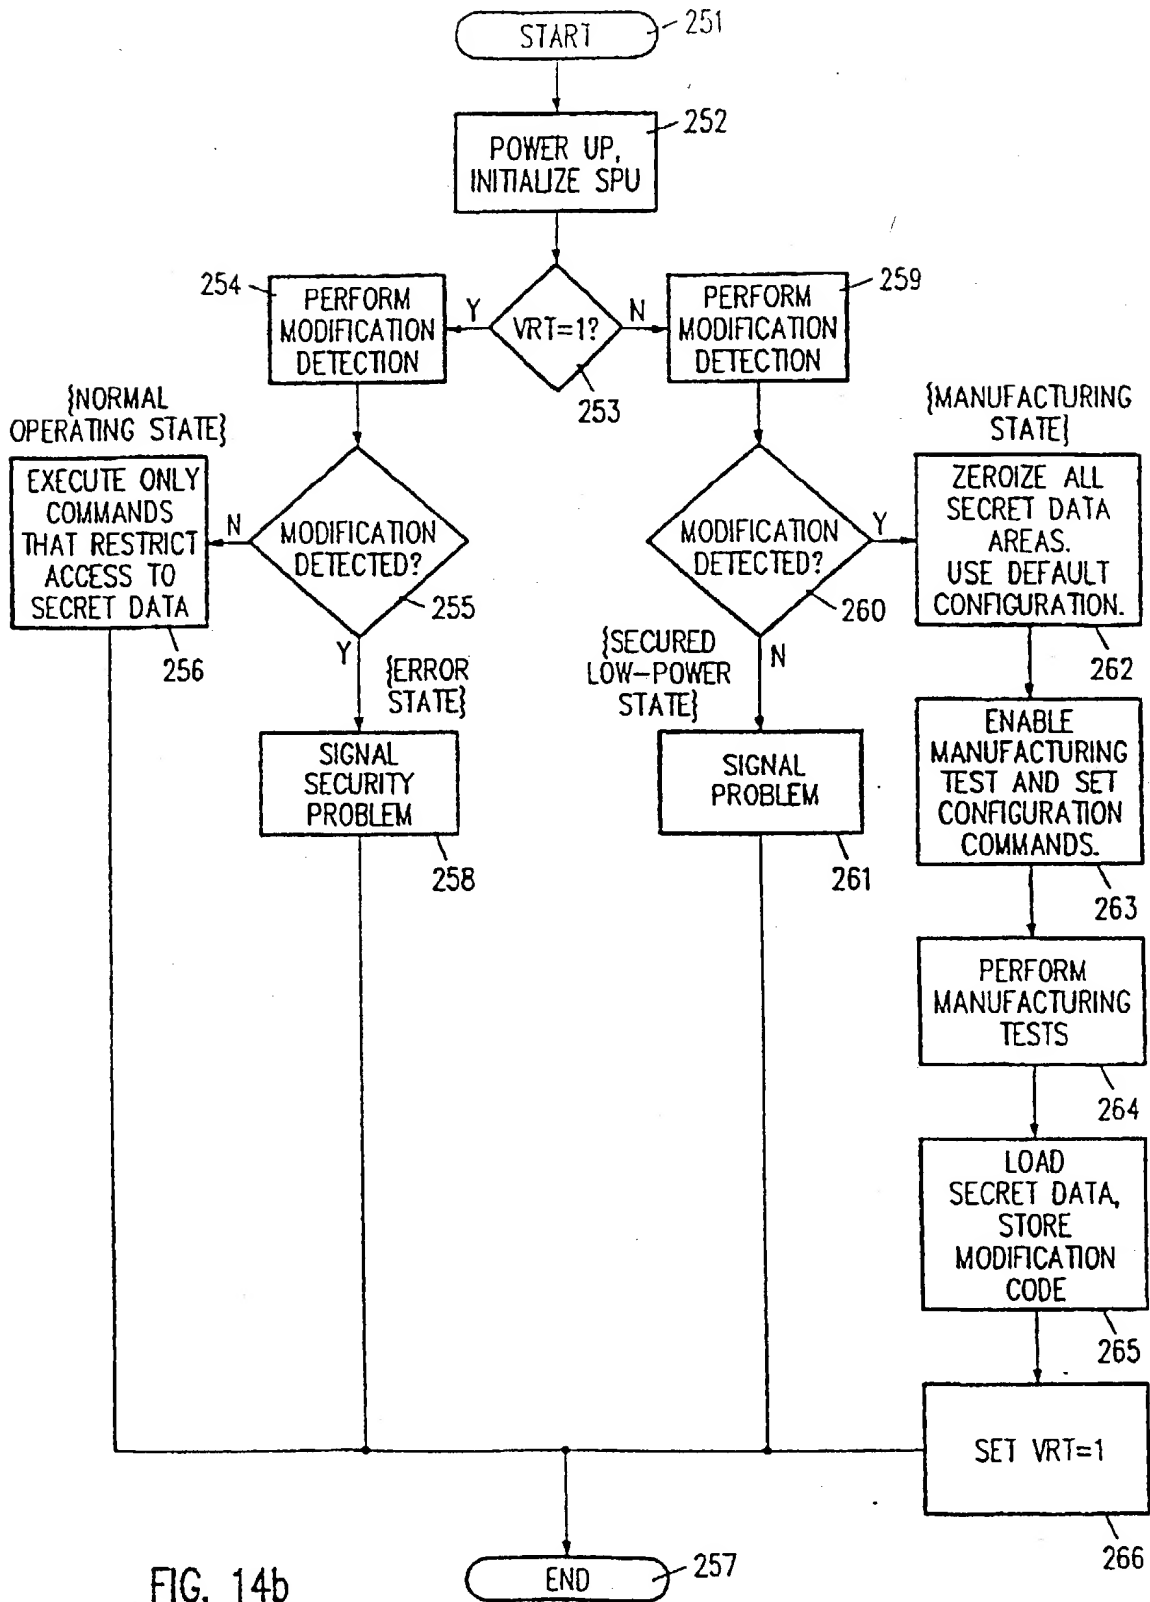 START
251
POWER UP,
INITIALIZE SPU
252
VRT=1?
Y
N
253
254
PERFORM
MODIFICATION
DETECTION
259
PERFORM
MODIFICATION
DETECTION
{NORMAL
OPERATING STATE}
EXECUTE ONLY
COMMANDS
THAT RESTRICT
ACCESS TO
SECRET DATA
256
N
MODIFICATION
DETECTED?
255
Y
{ERROR
STATE}
SIGNAL
SECURITY
PROBLEM
258
MODIFICATION
DETECTED?
260
Y
N
{SECURED
LOW-POWER
STATE}
SIGNAL
PROBLEM
261
{MANUFACTURING
STATE}
ZEROIZE ALL
SECRET DATA
AREAS.
USE DEFAULT
CONFIGURATION.
262
ENABLE
MANUFACTURING
TEST AND SET
CONFIGURATION
COMMANDS.
263
PERFORM
MANUFACTURING
TESTS
264
LOAD
SECRET DATA,
STORE
MODIFICATION
CODE
265
SET VRT=1
266
END
257
FIG. 14b